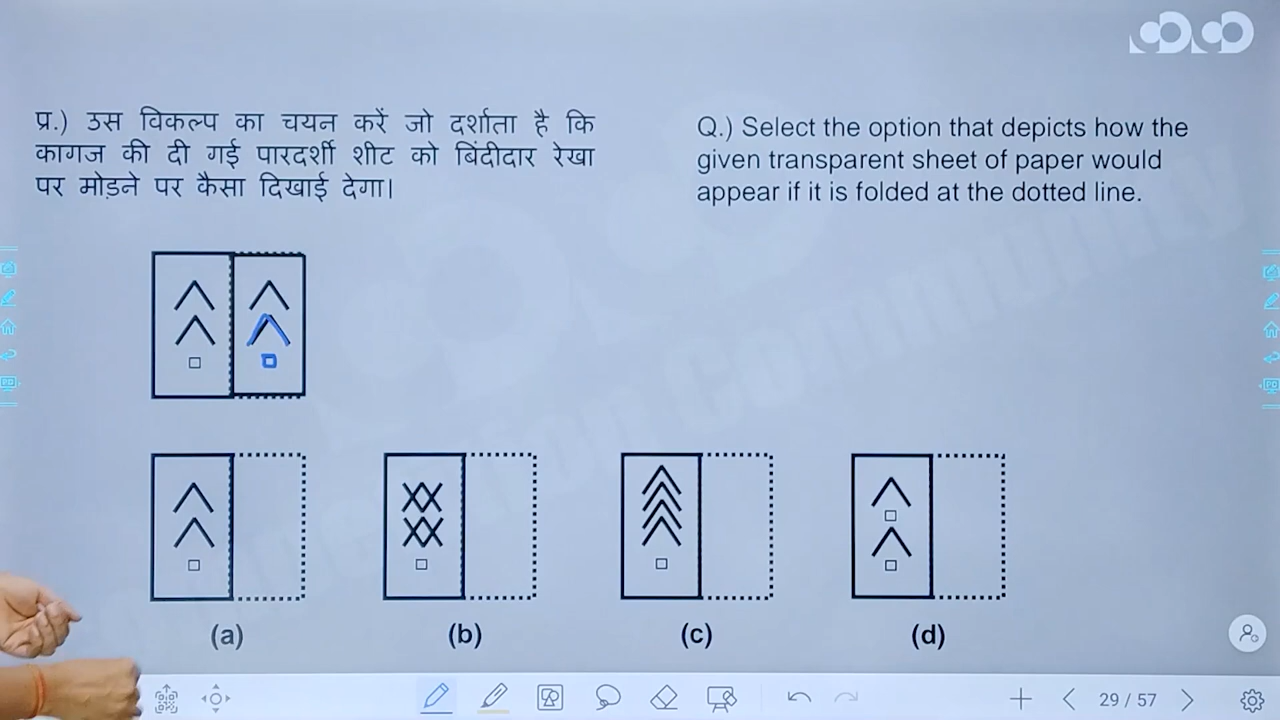 प्र.) उस विकल्प का चयन करें जो दर्शाता है कि
कागज की दी गई पारदर्शी शीट को बिंदीदार रेखा
पर मोड़ने पर कैसा दिखाई देगा।
Q.) Select the option that depicts how the
given transparent sheet of paper would
appear if it is folded at the dotted line.
(a) (b) (c) (d)
29 / 57